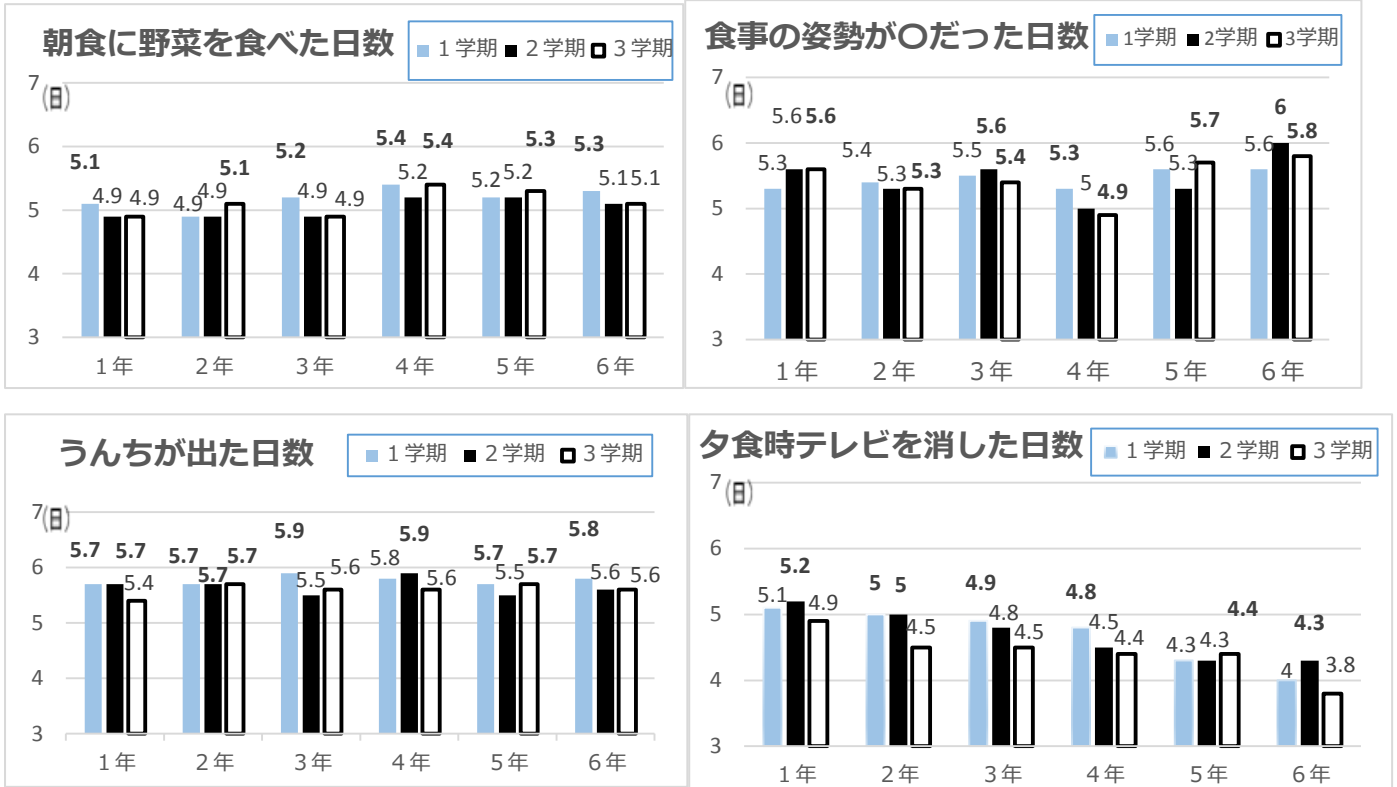 朝食に野菜を食べた日数
１学期 ２学期 ３学期
7
(日)
6
5
4
3
5.1 4.9 4.9
4.9 4.9 5.1
5.2 4.9 4.9
5.4 5.2 5.4
5.2 5.2 5.3
5.3 5.1 5.1
１年 ２年 ３年 ４年 ５年 ６年
食事の姿勢が〇だった日数
1学期 2学期 3学期
7
(日)
6
5
4
3
5.3 5.6 5.6
5.4 5.3 5.3
5.5 5.6 5.4
5.3 5 4.9
5.6 5.3 5.7
5.6 6 5.8
１年 ２年 ３年 ４年 ５年 ６年
うんちが出た日数
１学期 ２学期 ３学期
7
(日)
6
5
4
3
5.7 5.7 5.4
5.7 5.7 5.7
5.9 5.5 5.6
5.8 5.9 5.6
5.7 5.5 5.7
5.8 5.6 5.6
１年 ２年 ３年 ４年 ５年 ６年
夕食時テレビを消した日数
１学期 ２学期 ３学期
7
(日)
6
5
4
3
5.1 5.2 4.9
5 5 4.5
4.9 4.8 4.5
4.8 4.5 4.4
4.3 4.3 4.4
4 4.3 3.8
１年 ２年 ３年 ４年 ５年 ６年